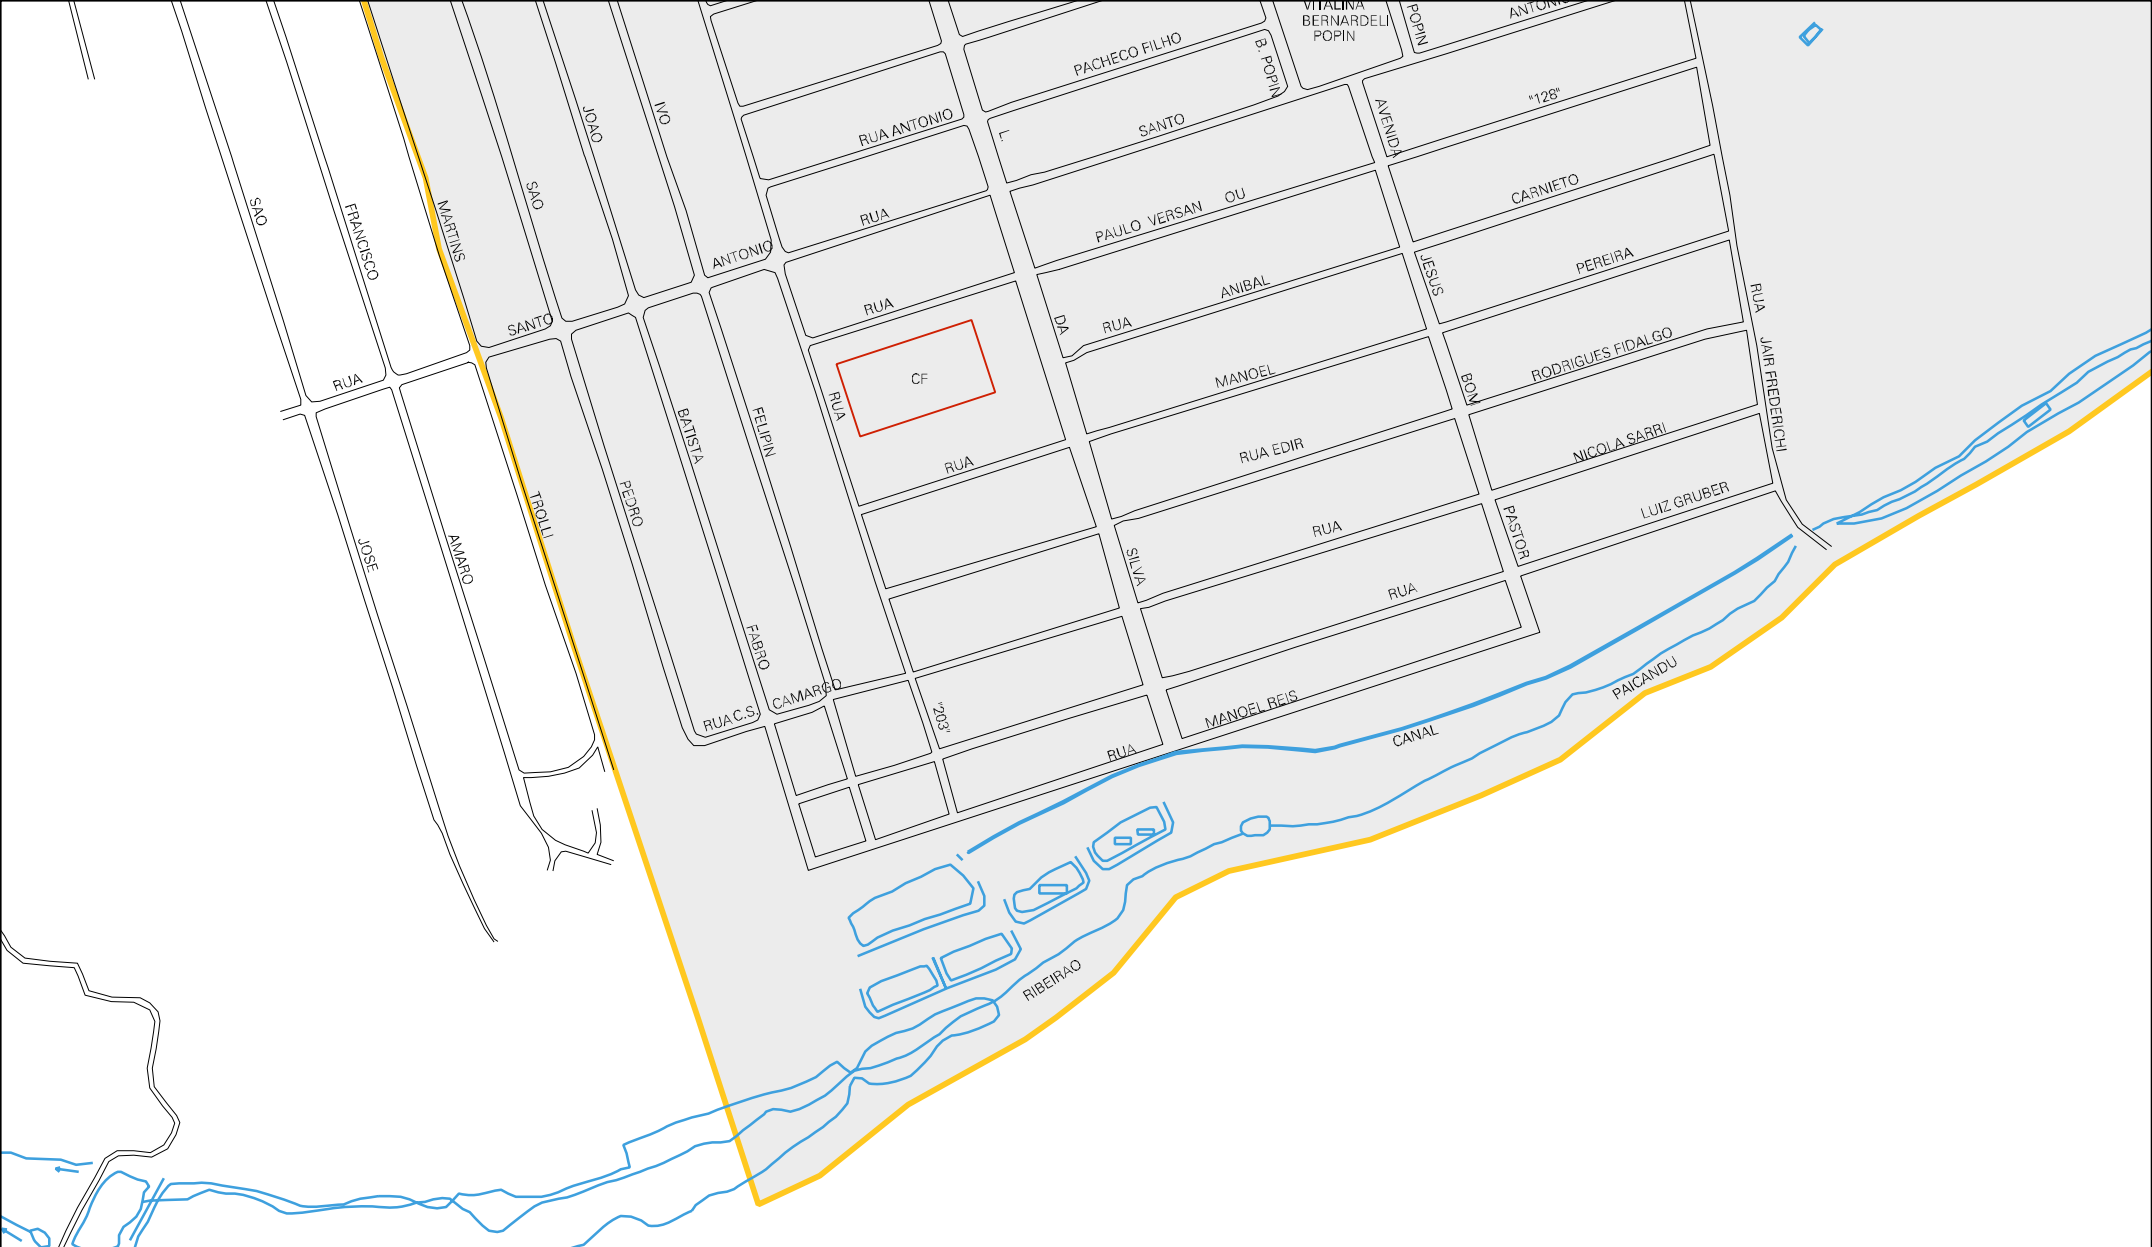 VITALINA
BERNARDELI
POPIN
POPIN
ANTONIO
PACHECO FILHO
B. POPIN
"128"
AVENIDA
RUA ANTONIO
L.
SANTO
JOAO
IVO
SAO
SAO
FRANCISCO
MARTINS
RUA
PAULO VERSAN OU
CARNIETO
ANTONIO
JESUS
PEREIRA
RUA
ANIBAL
RUA
SANTO
RUA
DA
RUA
RODRIGUES FIDALGO
JAIR FREDERICHI
RUA
CF
MANOEL
BOM
RUA
BATISTA
FELIPIN
RUA
RUA EDIR
NICOLA SARRI
PEDRO
TROLLI
JOSE
AMARO
SILVA
RUA
PASTOR
LUIZ GRUBER
RUA
FABRO
RUA C.S. CAMARGO
"203"
RUA
MANOEL REIS
CANAL
PAICANDU
RIBEIRAO